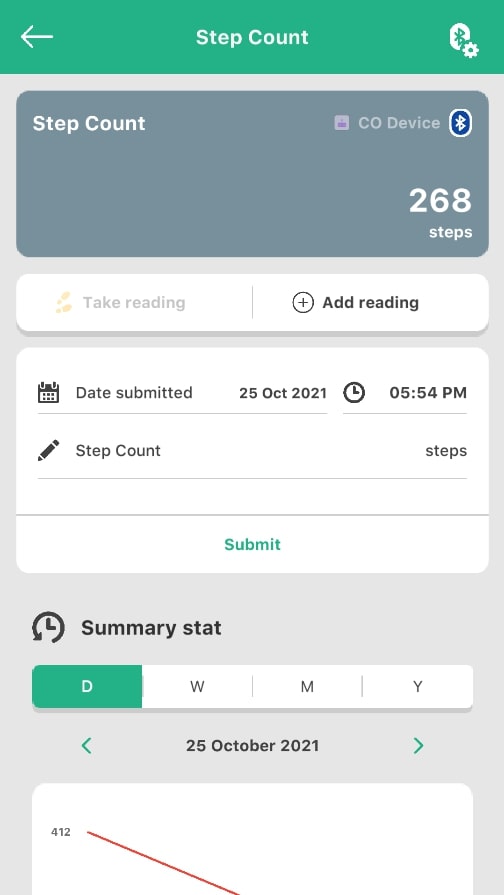 Step Count
Step Count
CO Device
268
steps
Take reading
Add reading
Date submitted 25 Oct 2021 05:54 PM
Step Count steps
Submit
Summary stat
D W M Y
25 October 2021
412